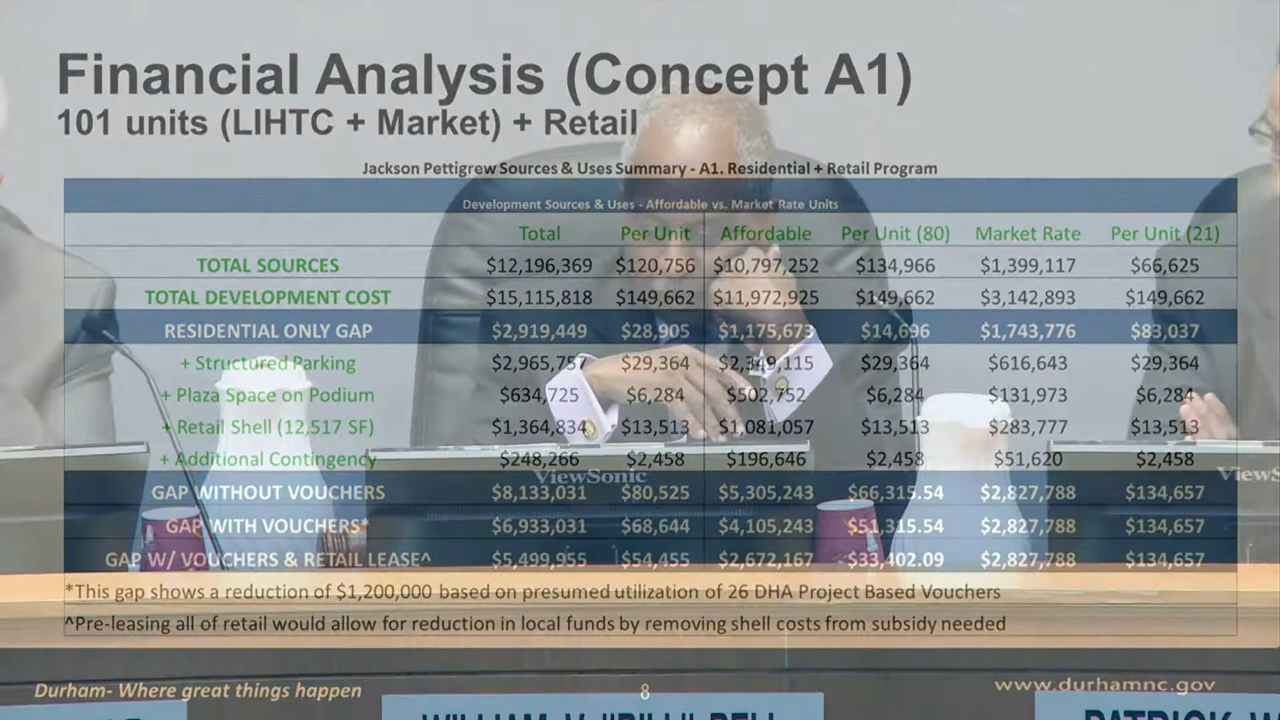 Financial Analysis (Concept A1)
101 units (LIHTC + Market) + Retail
Jackson Pettigrew Sources & Uses Summary - A1. Residential + Retail Program
Development Sources & Uses - Affordable vs. Market Rate Units
Total Per Unit Affordable Per Unit (80) Market Rate Per Unit (21)
TOTAL SOURCES $12,196,369 $120,756 $10,797,252 $134,966 $1,399,117 $66,625
TOTAL DEVELOPMENT COST $15,115,818 $149,662 $11,972,925 $149,662 $3,142,893 $149,662
RESIDENTIAL ONLY GAP $2,919,449 $28,905 $1,175,673 $14,696 $1,743,776 $83,037
+ Structured Parking $2,965,757 $29,364 $2,349,115 $29,364 $616,643 $29,364
+ Plaza Space on Podium $634,725 $6,284 $502,752 $6,284 $131,973 $6,284
+ Retail Shell (12,517 SF) $1,364,834 $13,513 $1,081,057 $13,513 $283,777 $13,513
+ Additional Contingency $248,266 $2,458 $196,646 $2,458 $51,620 $2,458
ViewSonic ViewS
GAP WITHOUT VOUCHERS $8,133,031 $80,525 $5,305,243 $66,315.54 $2,827,788 $134,657
GAP WITH VOUCHERS* $6,933,031 $68,644 $4,105,243 $51,315.54 $2,827,788 $134,657
GAP W/ VOUCHERS & RETAIL LEASE^ $5,499,955 $54,455 $2,672,167 $33,402.09 $2,827,788 $134,657
*This gap shows a reduction of $1,200,000 based on presumed utilization of 26 DHA Project Based Vouchers
^Pre-leasing all of retail would allow for reduction in local funds by removing shell costs from subsidy needed
Durham- Where great things happen 8 www.durhamnc.gov
WILLIAM V. "BILL" BELL PATRICK W